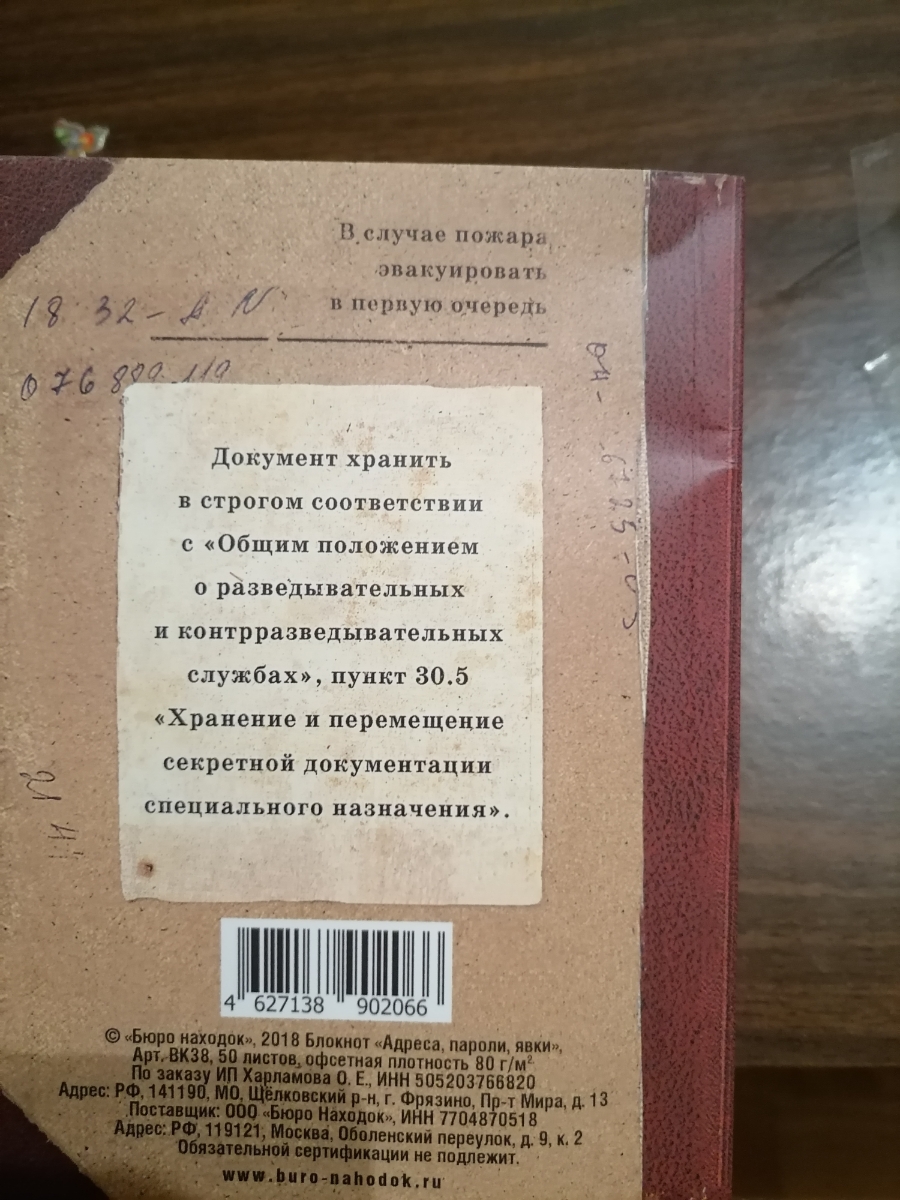 В случае пожара
эвакуировать
в первую очередь
18 32 - А N
076 889 119
Документ хранить
в строгом соответствии
с «Общим положением
о разведывательных
и контрразведывательных
службах», пункт 30.5
«Хранение и перемещение
секретной документации
специального назначения».
4 627138 902066
© «Бюро находок», 2018 Блокнот «Адреса, пароли, явки»,
Арт. ВК38, 50 листов, офсетная плотность 80 г/м²
По заказу ИП Харламова О. Е., ИНН 505203766820
Адрес: РФ, 141190, МО, Щёлковский р-н, г. Фрязино, Пр-т Мира, д. 13
Поставщик: ООО «Бюро Находок», ИНН 7704870518
Адрес: РФ, 119121, Москва, Оболенский переулок, д. 9, к. 2
Обязательной сертификации не подлежит.
www.buro-nahodok.ru